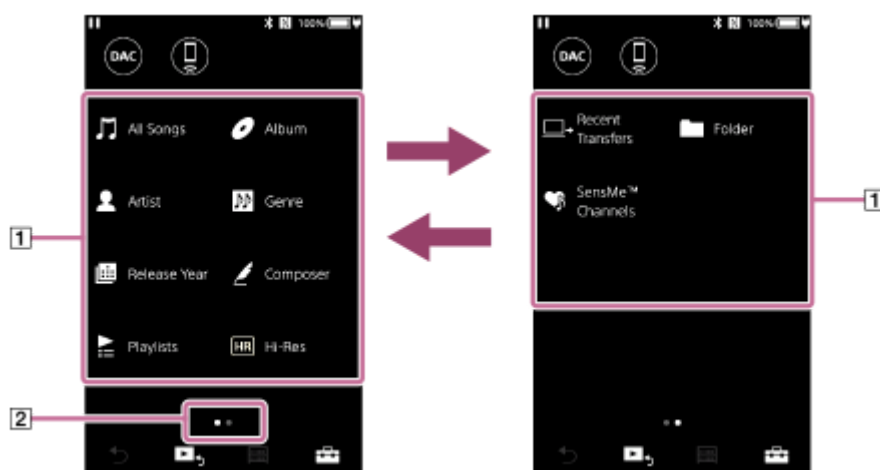 100%
DAC
All Songs
Album
Artist
Genre
Release Year
Composer
Playlists
HR Hi-Res
1
2
100%
DAC
Recent
Transfers
Folder
SensMe™
Channels
1